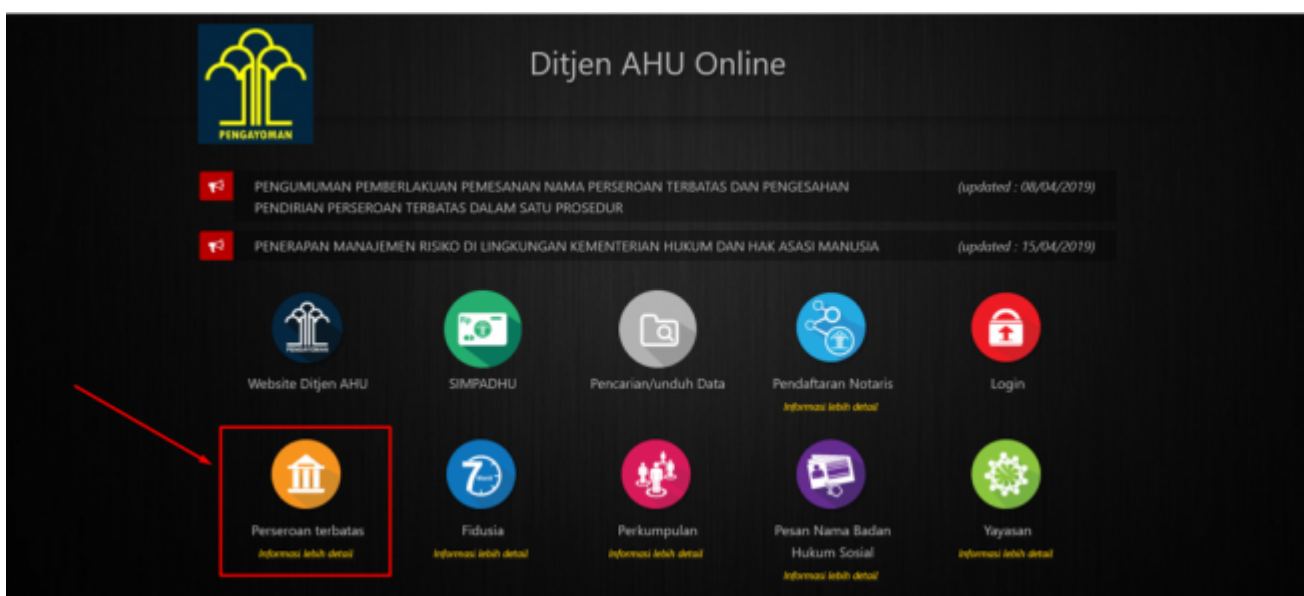 Ditjen AHU Online
PENGAYOMAN
PENGUMUMAN PEMBERLAKUAN PEMESANAN NAMA PERSEROAN TERBATAS DAN PENGESAHAN (updated : 08/04/2019)
PENDIRIAN PERSEROAN TERBATAS DALAM SATU PROSEDUR
PENERAPAN MANAJEMEN RISIKO DI LINGKUNGAN KEMENTERIAN HUKUM DAN HAK ASASI MANUSIA (updated : 15/04/2019)
Website Ditjen AHU SIMPADHU Pencarian/unduh Data Pendaftaran Notaris Login
Informasi lebih detail
Perseroan terbatas Fidusia Perkumpulan Pesan Nama Badan Yayasan
Informasi lebih detail Informasi lebih detail Informasi lebih detail Hukum Sosial Informasi lebih detail
Informasi lebih detail